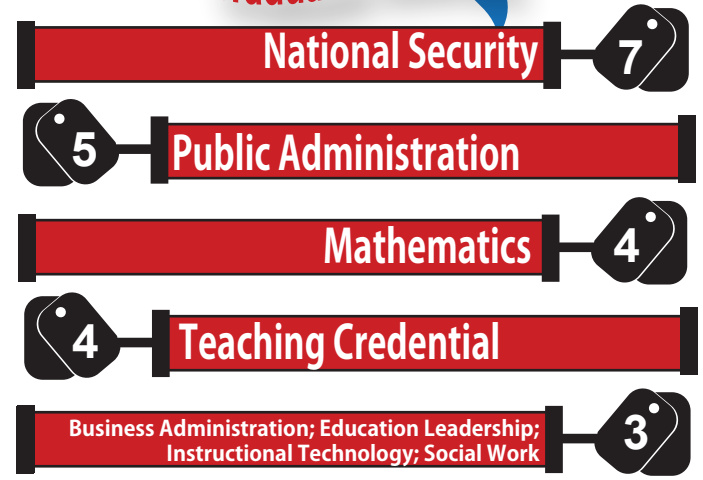 National Security 7
5 Public Administration
Mathematics 4
4 Teaching Credential
Business Administration; Education Leadership;
Instructional Technology; Social Work 3